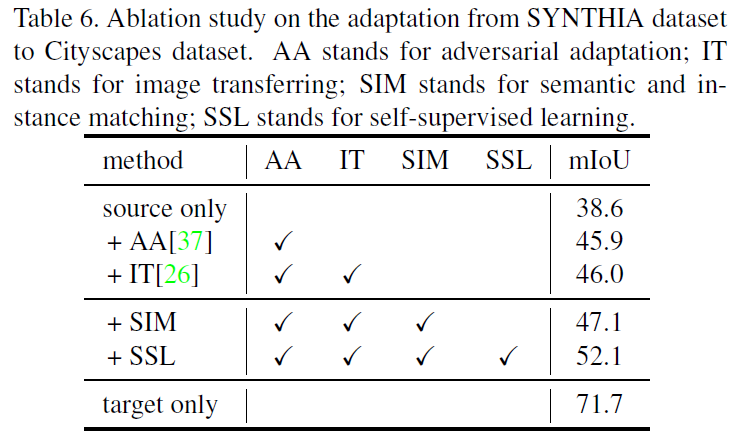 Table 6. Ablation study on the adaptation from SYNTHIA dataset
to Cityscapes dataset. AA stands for adversarial adaptation; IT
stands for image transferring; SIM stands for semantic and in-
stance matching; SSL stands for self-supervised learning.
method AA IT SIM SSL mIoU
source only 38.6
+ AA[37] ✓ 45.9
+ IT[26] ✓ ✓ 46.0
+ SIM ✓ ✓ ✓ 47.1
+ SSL ✓ ✓ ✓ ✓ 52.1
target only 71.7